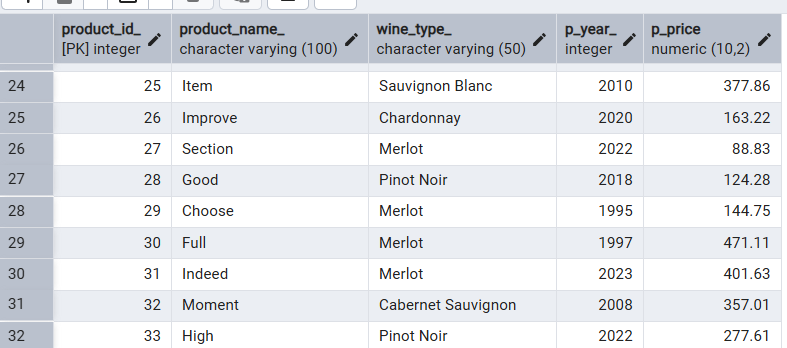 product_id_ product_name_ wine_type_ p_year_ p_price
[PK] integer character varying (100) character varying (50) integer numeric (10,2)
24 25 Item Sauvignon Blanc 2010 377.86
25 26 Improve Chardonnay 2020 163.22
26 27 Section Merlot 2022 88.83
27 28 Good Pinot Noir 2018 124.28
28 29 Choose Merlot 1995 144.75
29 30 Full Merlot 1997 471.11
30 31 Indeed Merlot 2023 401.63
31 32 Moment Cabernet Sauvignon 2008 357.01
32 33 High Pinot Noir 2022 277.61